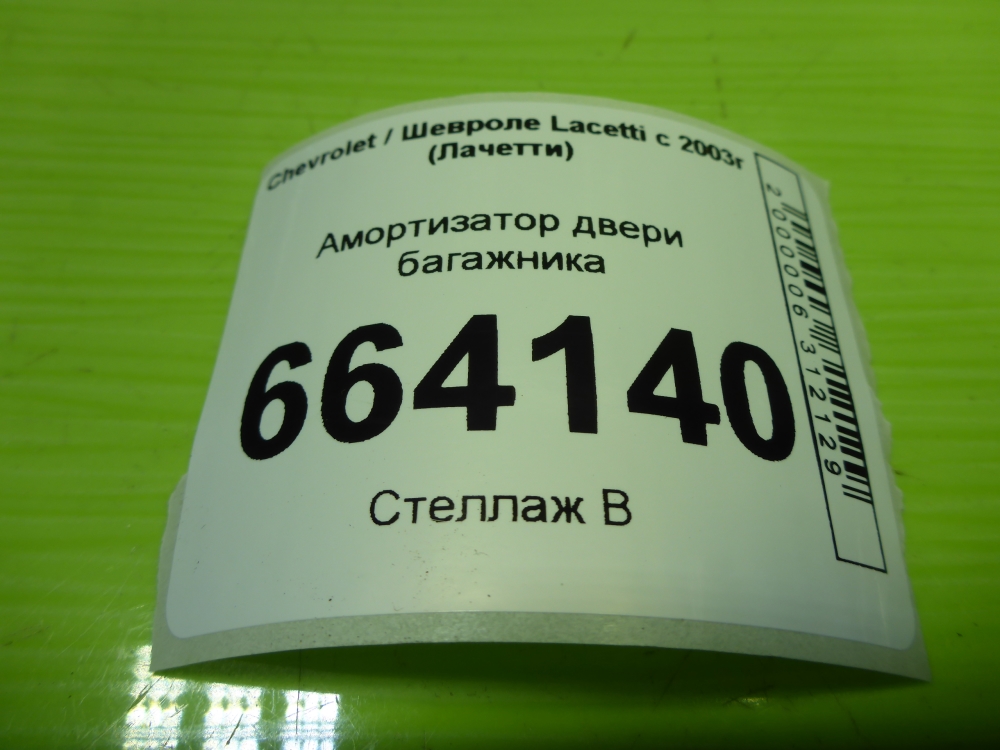 Chevrolet / Шевроле Lacetti с 2003г
(Лачетти)
Амортизатор двери
багажника
664140
Стеллаж В
2000006312129